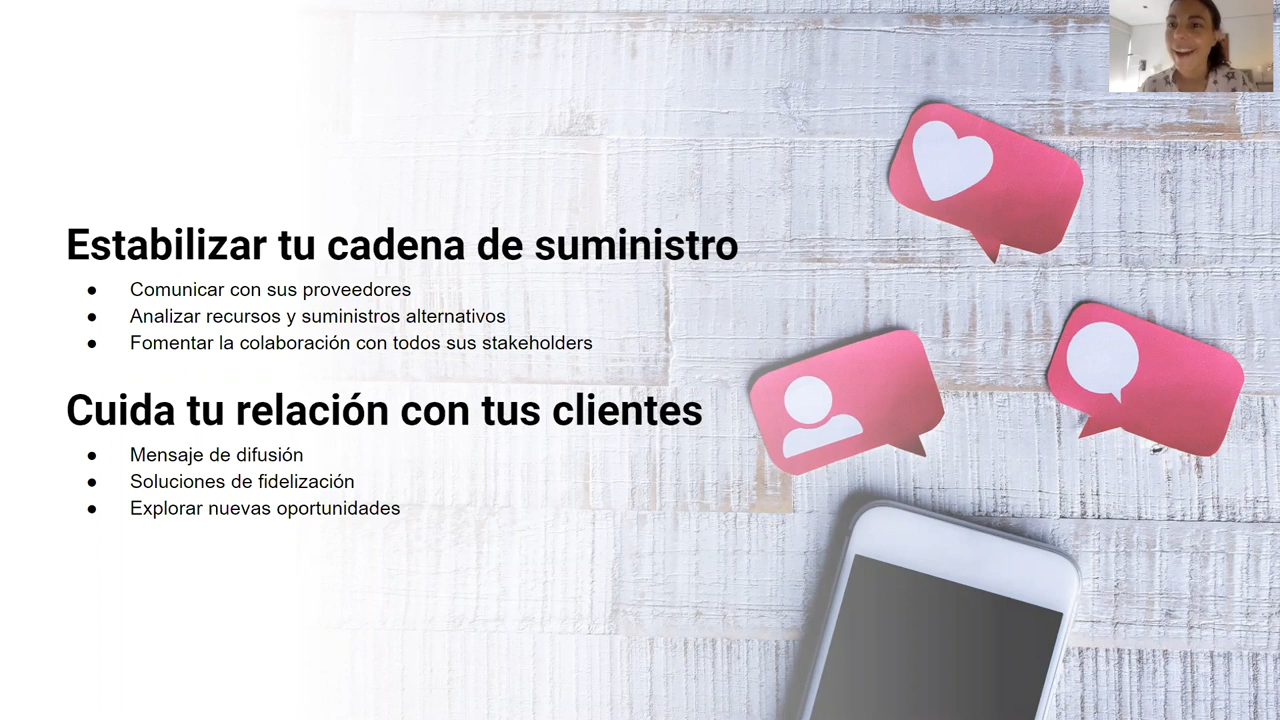 Estabilizar tu cadena de suministro
● Comunicar con sus proveedores
● Analizar recursos y suministros alternativos
● Fomentar la colaboración con todos sus stakeholders
Cuida tu relación con tus clientes
● Mensaje de difusión
● Soluciones de fidelización
● Explorar nuevas oportunidades